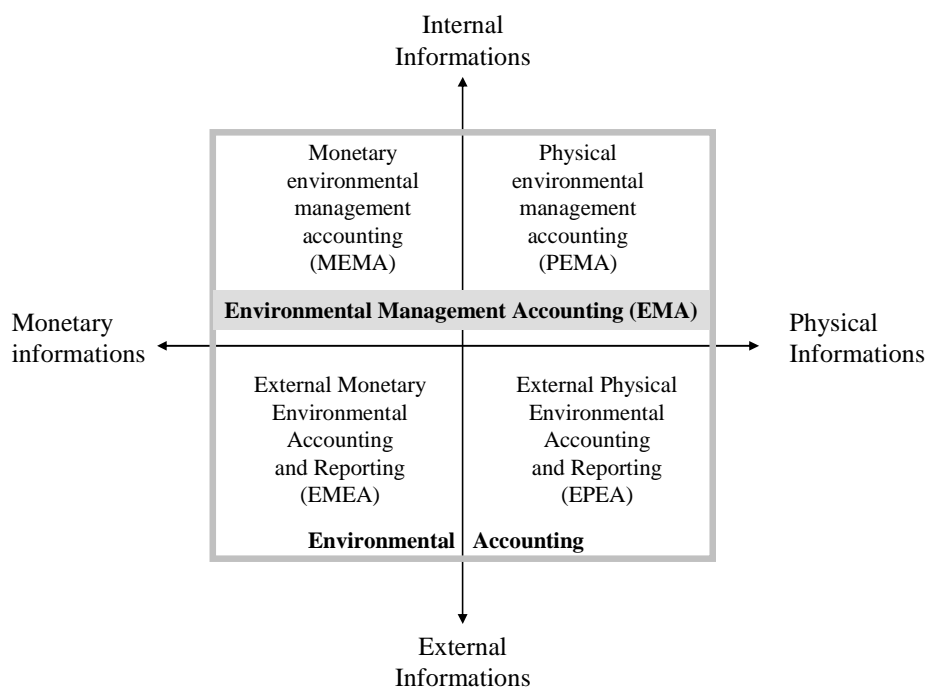 Internal
Informations
Monetary
environmental
management
accounting
(MEMA)
Physical
environmental
management
accounting
(PEMA)
Environmental Management Accounting (EMA)
Monetary
informations
Physical
Informations
External Monetary
Environmental
Accounting
and Reporting
(EMEA)
External Physical
Environmental
Accounting
and Reporting
(EPEA)
Environmental Accounting
External
Informations